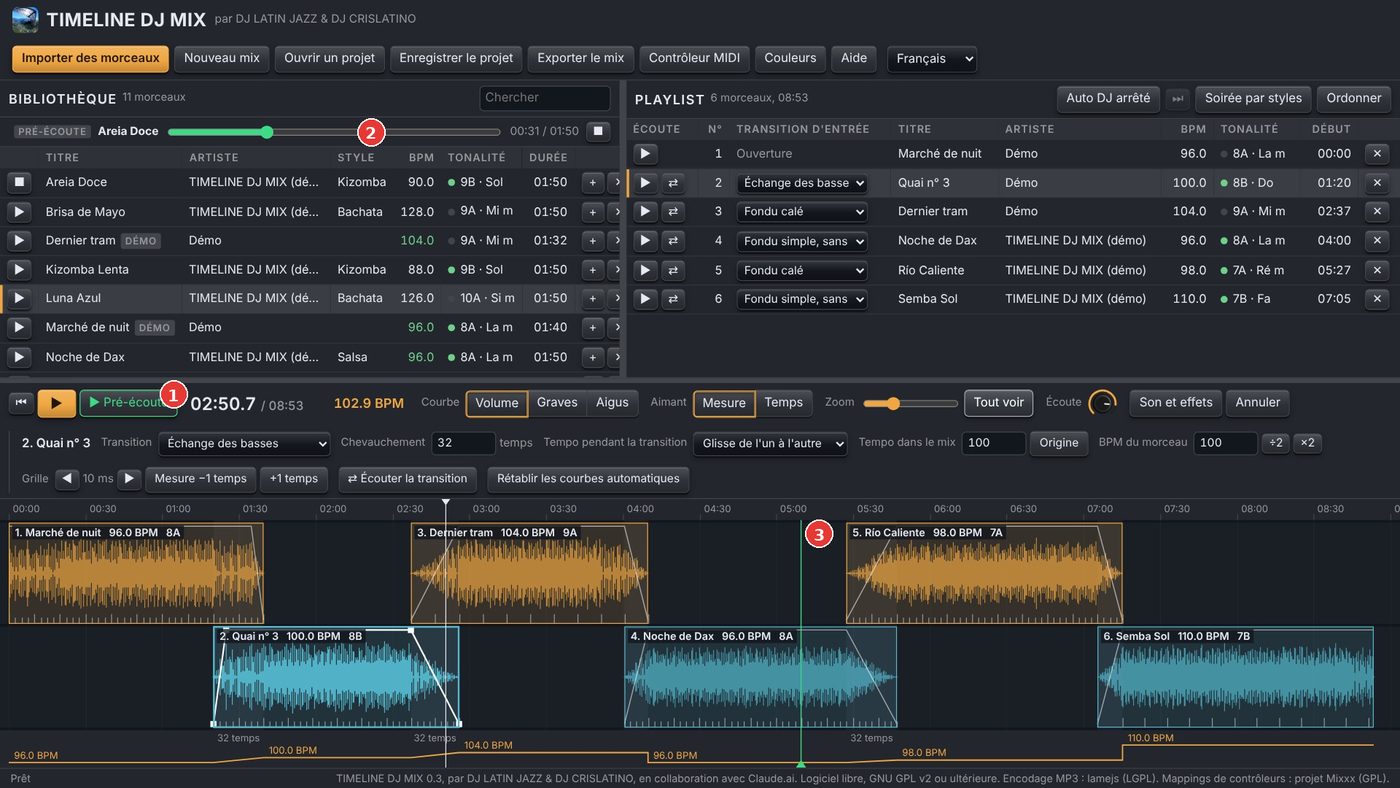 TIMELINE DJ MIX par DJ LATIN JAZZ & DJ CRISLATINO
Importer des morceaux Nouveau mix Ouvrir un projet Enregistrer le projet Exporter le mix Contrôleur MIDI Couleurs Aide Français
BIBLIOTHÈQUE 11 morceaux Chercher
PRÉ-ÉCOUTE Areia Doce 2 00:31 / 01:50
TITRE ARTISTE STYLE BPM TONALITÉ DURÉE
Areia Doce TIMELINE DJ MIX (dé... Kizomba 90.0 9B · Sol 01:50 +
Brisa de Mayo TIMELINE DJ MIX (dé... Bachata 128.0 9A · Mi m 01:50 +
Dernier tram DÉMO Démo 104.0 9A · Mi m 01:32 +
Kizomba Lenta TIMELINE DJ MIX (dé... Kizomba 88.0 9B · Sol 01:50 +
Luna Azul TIMELINE DJ MIX (dé... Bachata 126.0 10A · Si m 01:50 +
Marché de nuit DÉMO Démo 96.0 8A · La m 01:40 +
Noche de Dax TIMELINE DJ MIX (dé... Salsa 96.0 8A · La m 01:50 +
PLAYLIST 6 morceaux, 08:53 Auto DJ arrêté Soirée par styles Ordonner
ÉCOUTE N° TRANSITION D'ENTRÉE TITRE ARTISTE BPM TONALITÉ DÉBUT
1 Ouverture Marché de nuit Démo 96.0 8A · La m 00:00 ✕
2 Échange des basse Quai n° 3 Démo 100.0 8B · Do 01:20 ✕
3 Fondu calé Dernier tram Démo 104.0 9A · Mi m 02:37 ✕
4 Fondu simple, sans Noche de Dax TIMELINE DJ MIX (démo) 96.0 8A · La m 04:00 ✕
5 Fondu calé Río Caliente TIMELINE DJ MIX (démo) 98.0 7A · Ré m 05:27 ✕
6 Fondu simple, sans Semba Sol TIMELINE DJ MIX (démo) 110.0 7B · Fa 07:05 ✕
Pré-écoute 1 02:50.7 / 08:53 102.9 BPM Courbe Volume Graves Aigus Aimant Mesure Temps Zoom Tout voir Écoute Son et effets Annuler
2. Quai n° 3 Transition Échange des basses Chevauchement 32 temps Tempo pendant la transition Glisse de l'un à l'autre Tempo dans le mix 100 Origine BPM du morceau 100 ÷2 ×2
Grille 10 ms Mesure −1 temps +1 temps ⇄ Écouter la transition Rétablir les courbes automatiques
00:00 00:30 01:00 01:30 02:00 02:30 03:00 03:30 04:00 04:30 05:00 05:30 06:00 06:30 07:00 07:30 08:00 08:30
1. Marché de nuit 96.0 BPM 8A 3. Dernier tram 104.0 BPM 9A 3 5. Río Caliente 98.0 BPM 7A
2. Quai n° 3 100.0 BPM 8B 4. Noche de Dax 96.0 BPM 8A 6. Semba Sol 110.0 BPM 7B
32 temps 32 temps 32 temps
96.0 BPM 100.0 BPM 104.0 BPM 96.0 BPM 98.0 BPM 110.0 BPM
Prêt TIMELINE DJ MIX 0.3, par DJ LATIN JAZZ & DJ CRISLATINO, en collaboration avec Claude.ai. Logiciel libre, GNU GPL v2 ou ultérieure. Encodage MP3 : lamejs (LGPL). Mappings de contrôleurs : projet Mixxx (GPL).